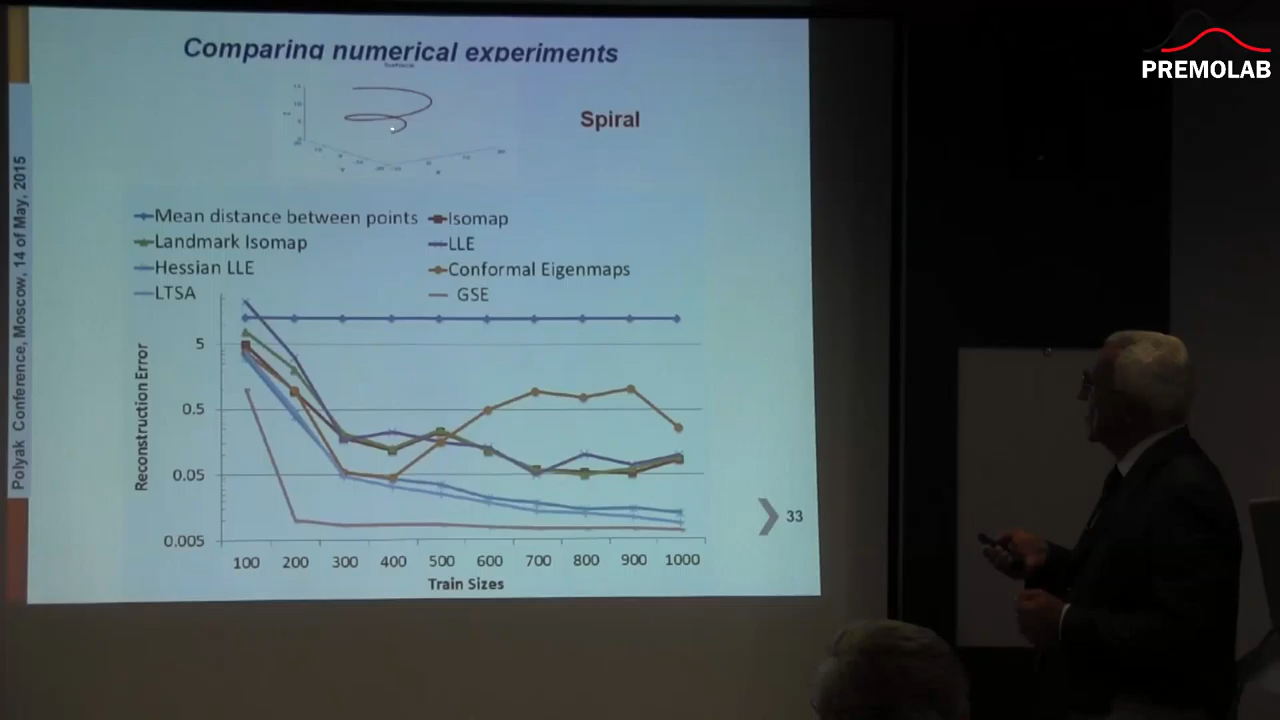 PREMOLAB
Comparing numerical experiments
Spiral
Polyak Conference, Moscow, 14 of May, 2015
Mean distance between points
Isomap
Landmark Isomap
LLE
Hessian LLE
Conformal Eigenmaps
LTSA
GSE
Reconstruction Error
5
0.5
0.05
0.005
100 200 300 400 500 600 700 800 900 1000
Train Sizes
33